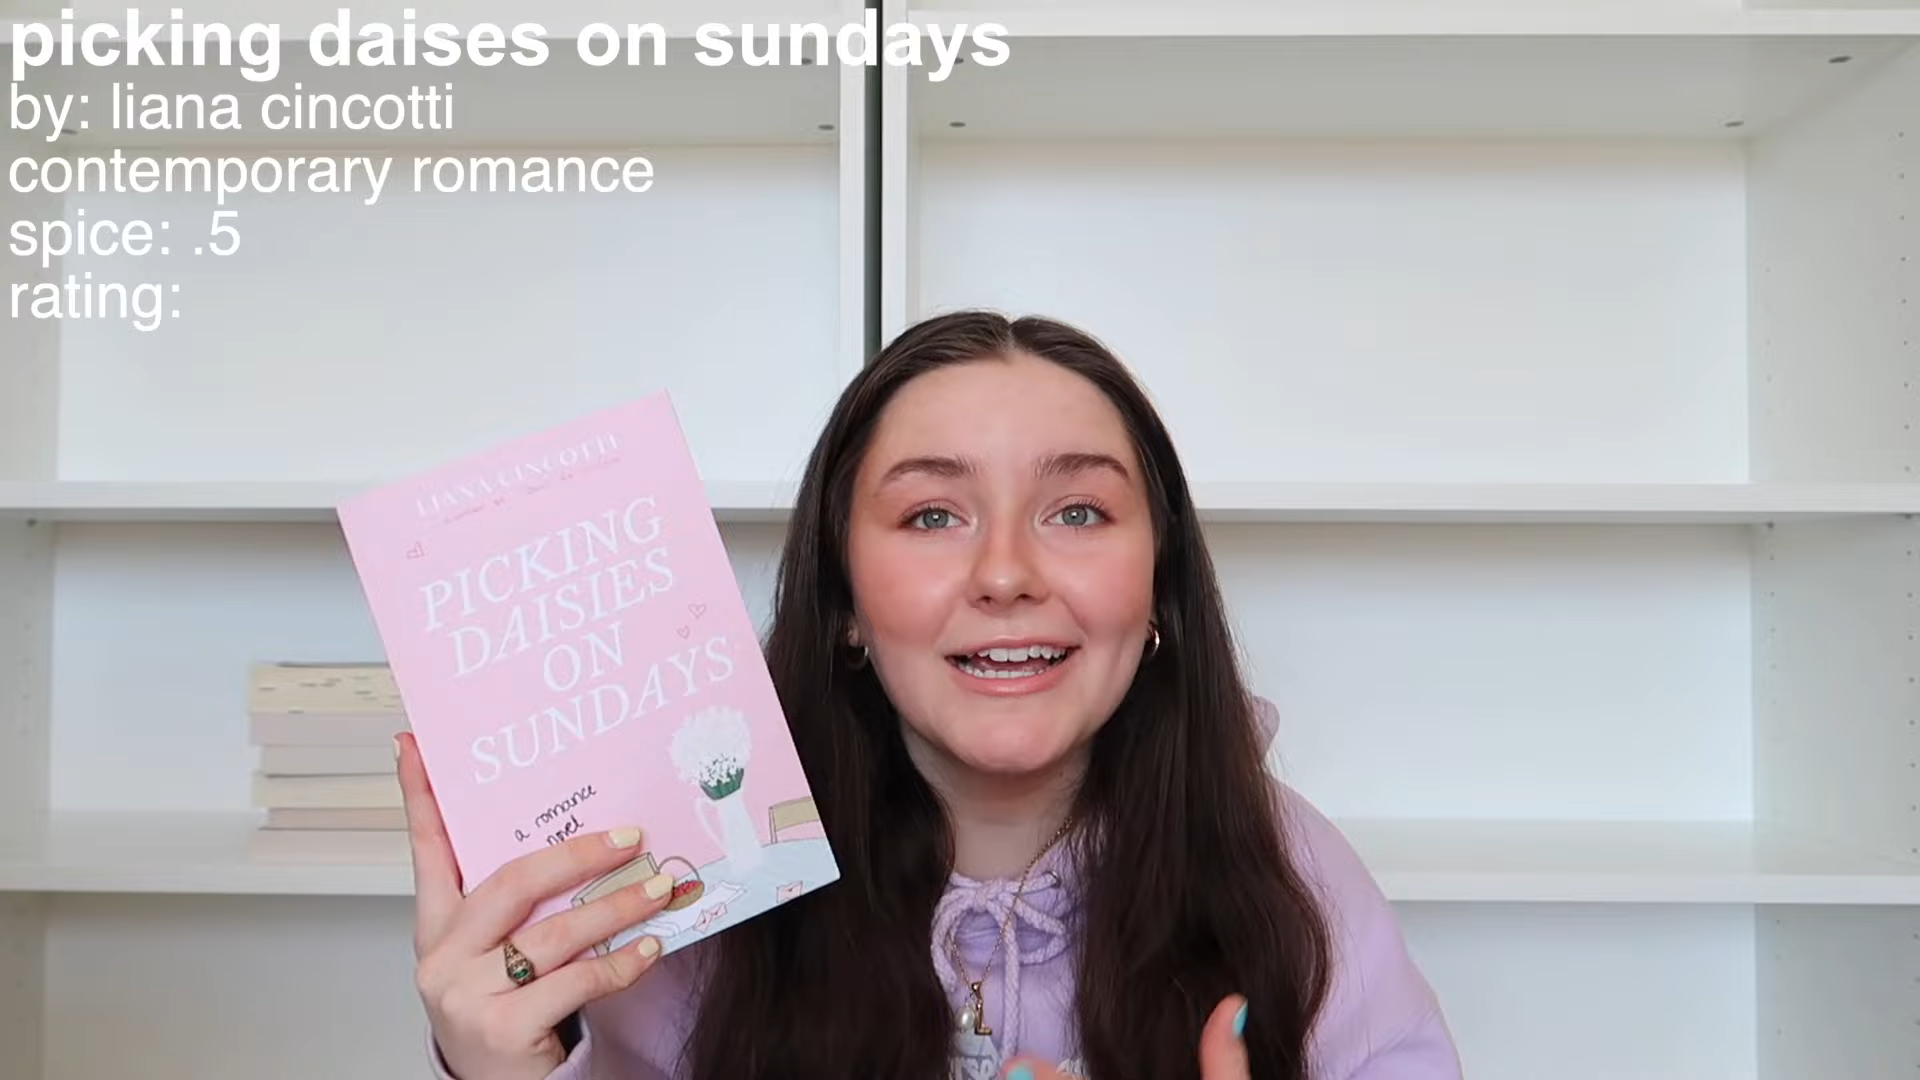 picking daises on sundays
by: liana cincotti
contemporary romance
spice: .5
rating:
LIANA CINCOTTI
PICKING
DAISIES
ON
SUNDAYS
a romance
novel
L